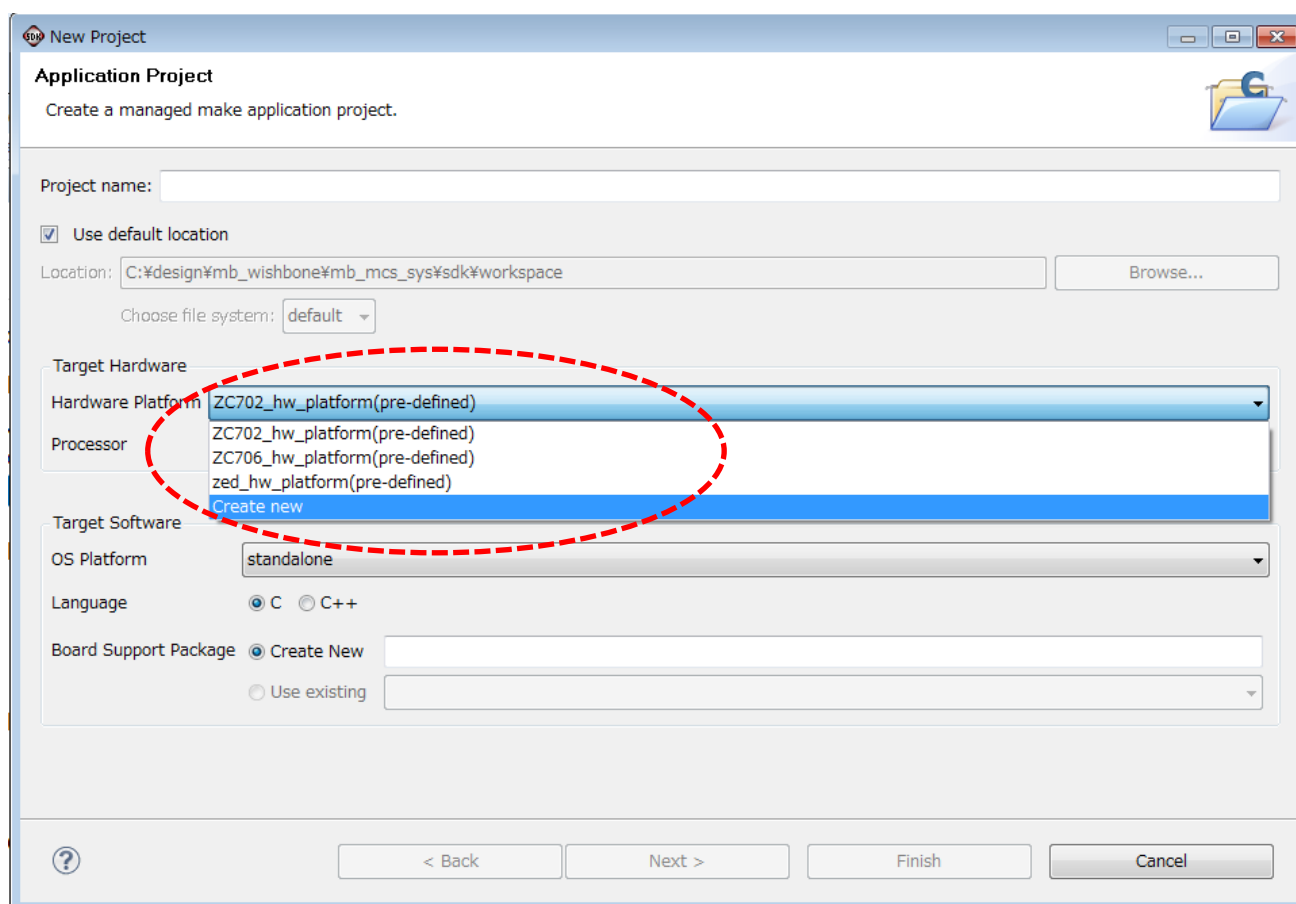 SDK New Project
Application Project
Create a managed make application project.
C
Project name:
Use default location
Location: C:¥design¥mb_wishbone¥mb_mcs_sys¥sdk¥workspace Browse...
Choose file system: default
Target Hardware
Hardware Platform ZC702_hw_platform(pre-defined)
ZC702_hw_platform(pre-defined)
Processor
ZC706_hw_platform(pre-defined)
zed_hw_platform(pre-defined)
Create new
Target Software
OS Platform standalone
Language C C++
Board Support Package Create New
Use existing
? < Back Next > Finish Cancel